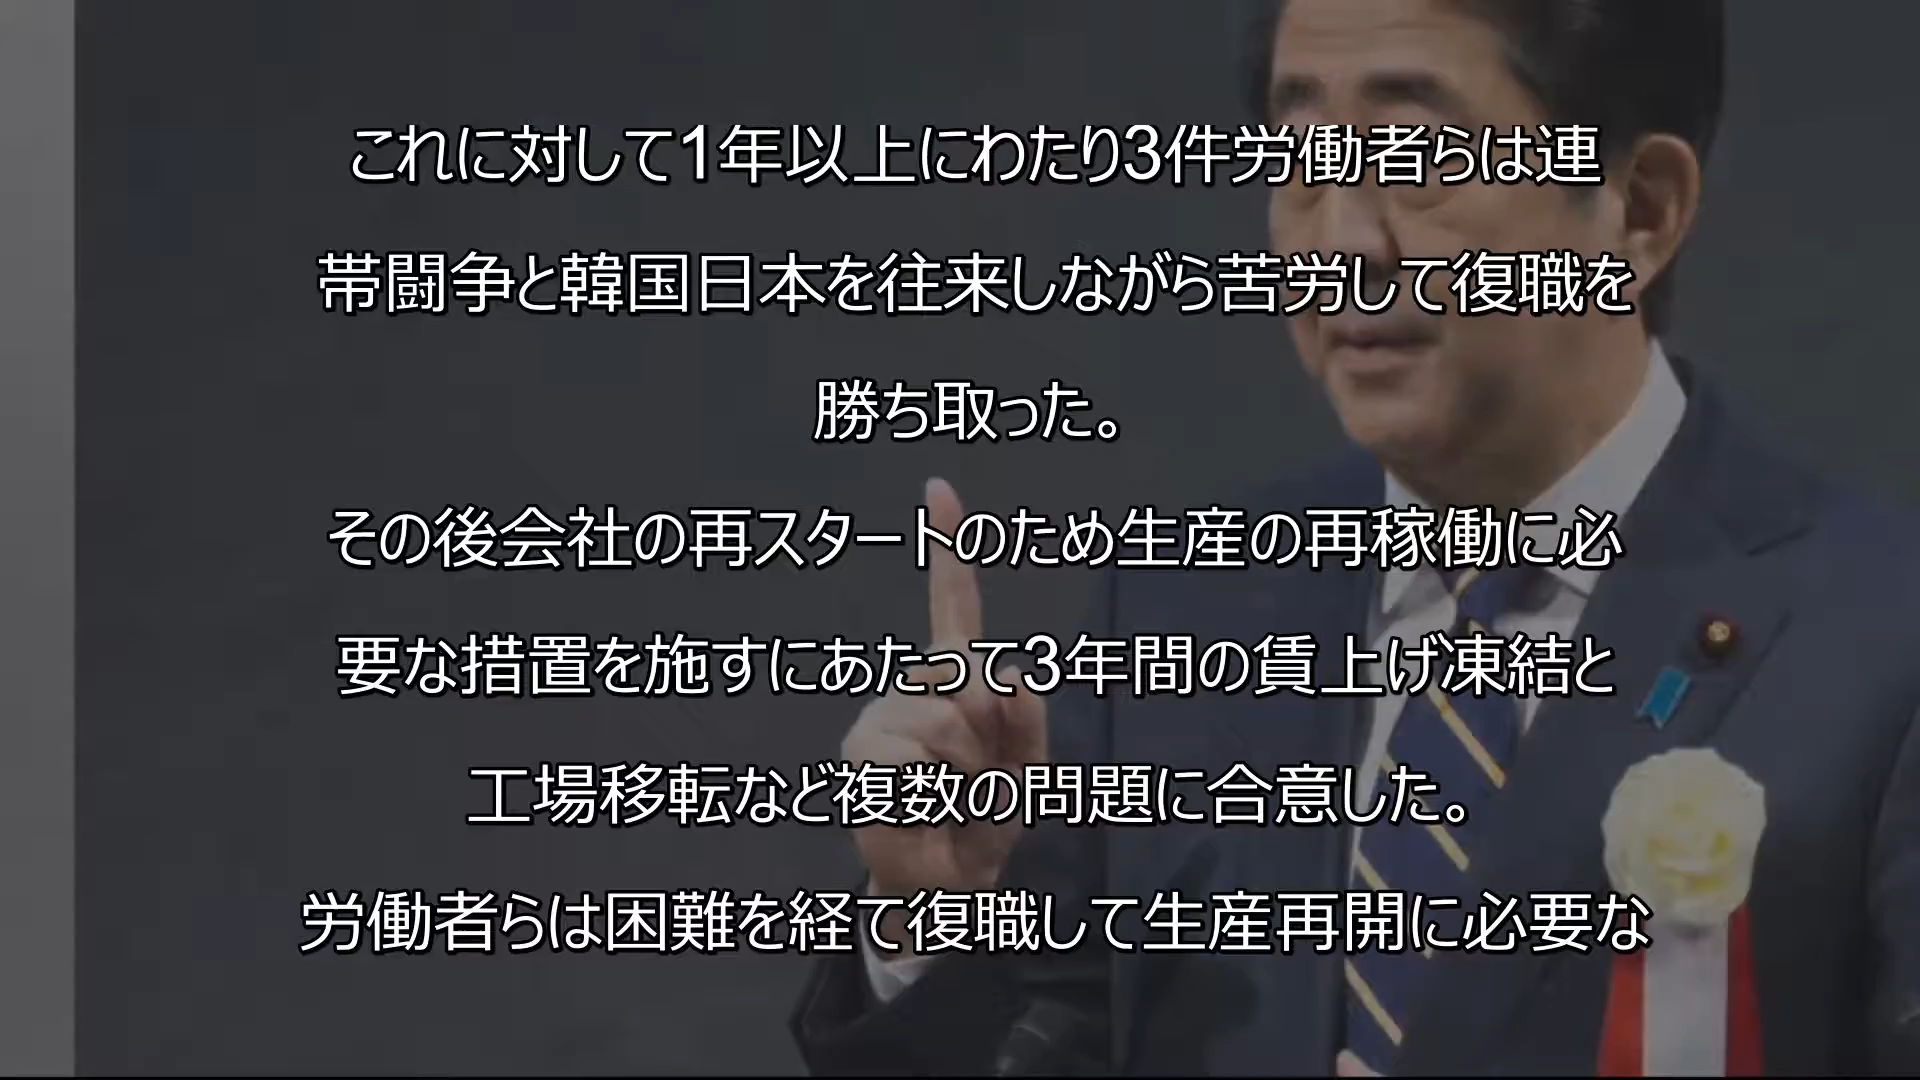 これに対して1年以上にわたり3件労働者らは連
帯闘争と韓国日本を往来しながら苦労して復職を
勝ち取った。
その後会社の再スタートのため生産の再稼働に必
要な措置を施すにあたって3年間の賃上げ凍結と
工場移転など複数の問題に合意した。
労働者らは困難を経て復職して生産再開に必要な